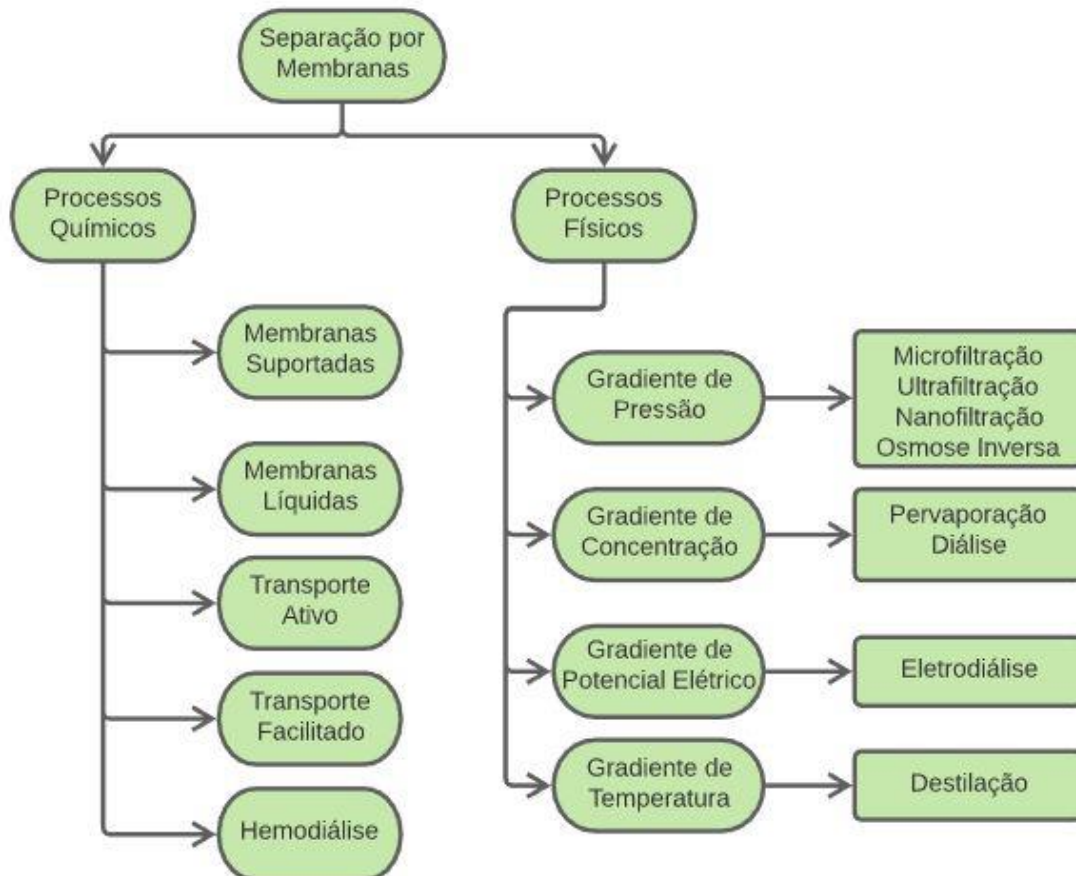 Separação por
Membranas
Processos
Químicos
Processos
Físicos
Membranas
Suportadas
Membranas
Líquidas
Transporte
Ativo
Transporte
Facilitado
Hemodiálise
Gradiente de
Pressão
Microfiltração
Ultrafiltração
Nanofiltração
Osmose Inversa
Gradiente de
Concentração
Pervaporação
Diálise
Gradiente de
Potencial Elétrico
Eletrodiálise
Gradiente de
Temperatura
Destilação